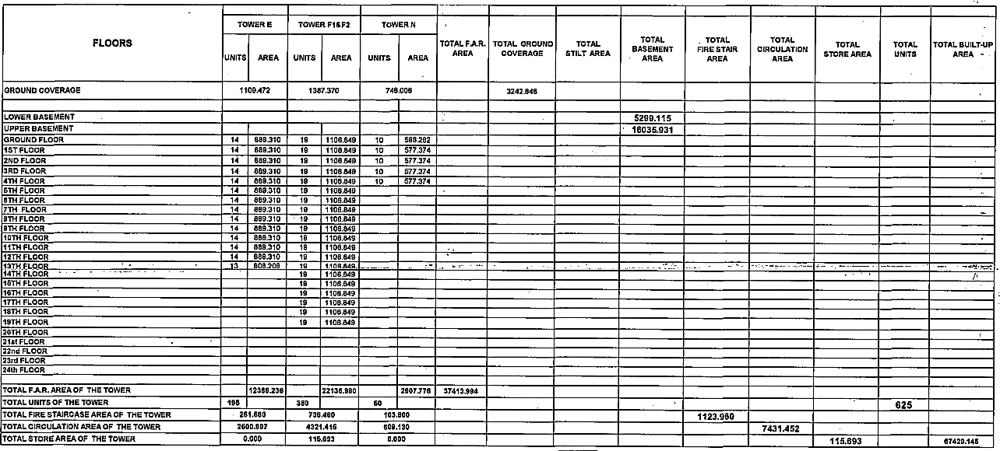 FLOORS TOWER E TOWER F1&F2 TOWER N TOTAL F.A.R. AREA TOTAL GROUND COVERAGE TOTAL STILT AREA TOTAL BASEMENT AREA TOTAL FIRE STAIR AREA TOTAL CIRCULATION AREA TOTAL STORE AREA TOTAL UNITS TOTAL BUILT-UP AREA
UNITS AREA UNITS AREA UNITS AREA
GROUND COVERAGE 1109.472 1387.370 746.006 3242.848
LOWER BASEMENT 5299.115
UPPER BASEMENT 16035.931
GROUND FLOOR 14 889.310 19 1106.849 10 598.282
1ST FLOOR 14 889.310 19 1106.849 10 577.374
2ND FLOOR 14 889.310 19 1106.849 10 577.374
3RD FLOOR 14 889.310 19 1106.849 10 577.374
4TH FLOOR 14 889.310 19 1106.849 10 577.374
5TH FLOOR 14 889.310 19 1106.849
6TH FLOOR 14 889.310 19 1106.849
7TH FLOOR 14 889.310 19 1106.849
8TH FLOOR 14 889.310 19 1106.849
9TH FLOOR 14 889.310 19 1106.849
10TH FLOOR 14 889.310 19 1106.849
11TH FLOOR 14 889.310 19 1106.849
12TH FLOOR 14 889.310 19 1106.849
13TH FLOOR 13 808.206 19 1106.849
14TH FLOOR 19 1106.849
15TH FLOOR 19 1106.849
16TH FLOOR 19 1106.849
17TH FLOOR 19 1106.849
18TH FLOOR 19 1106.849
19TH FLOOR 19 1106.849
20TH FLOOR
21st FLOOR
22nd FLOOR
23rd FLOOR
24th FLOOR
TOTAL F.A.R. AREA OF THE TOWER 12369.236 22136.980 2907.778 37413.994
TOTAL UNITS OF THE TOWER 195 380 50 625
TOTAL FIRE STAIRCASE AREA OF THE TOWER 281.680 738.480 103.800 1123.960
TOTAL CIRCULATION AREA OF THE TOWER 2600.907 4321.415 509.130 7431.452
TOTAL STORE AREA OF THE TOWER 0.000 115.693 0.000 115.693 67420.145